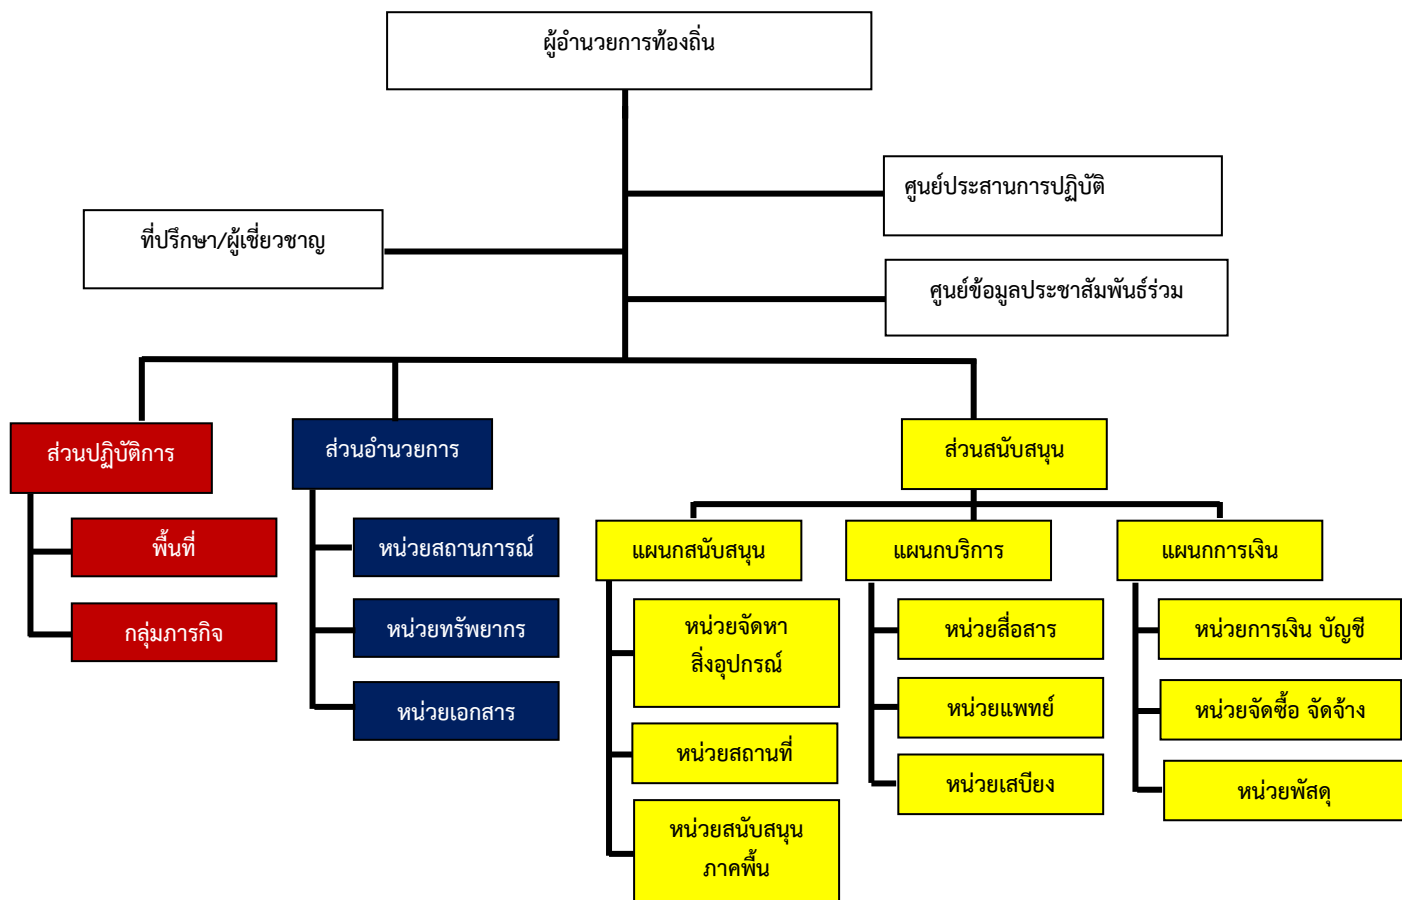 ผู้อำนวยการท้องถิ่น
ศูนย์ประสานการปฏิบัติ
ที่ปรึกษา/ผู้เชี่ยวชาญ
ศูนย์ข้อมูลประชาสัมพันธ์ร่วม
ส่วนปฏิบัติการ
พื้นที่
กลุ่มภารกิจ
ส่วนอำนวยการ
หน่วยสถานการณ์
หน่วยทรัพยากร
หน่วยเอกสาร
ส่วนสนับสนุน
แผนกสนับสนุน
หน่วยจัดหา
สิ่งอุปกรณ์
หน่วยสถานที่
หน่วยสนับสนุน
ภาคพื้น
แผนกบริการ
หน่วยสื่อสาร
หน่วยแพทย์
หน่วยเสบียง
แผนกการเงิน
หน่วยการเงิน บัญชี
หน่วยจัดซื้อ จัดจ้าง
หน่วยพัสดุ